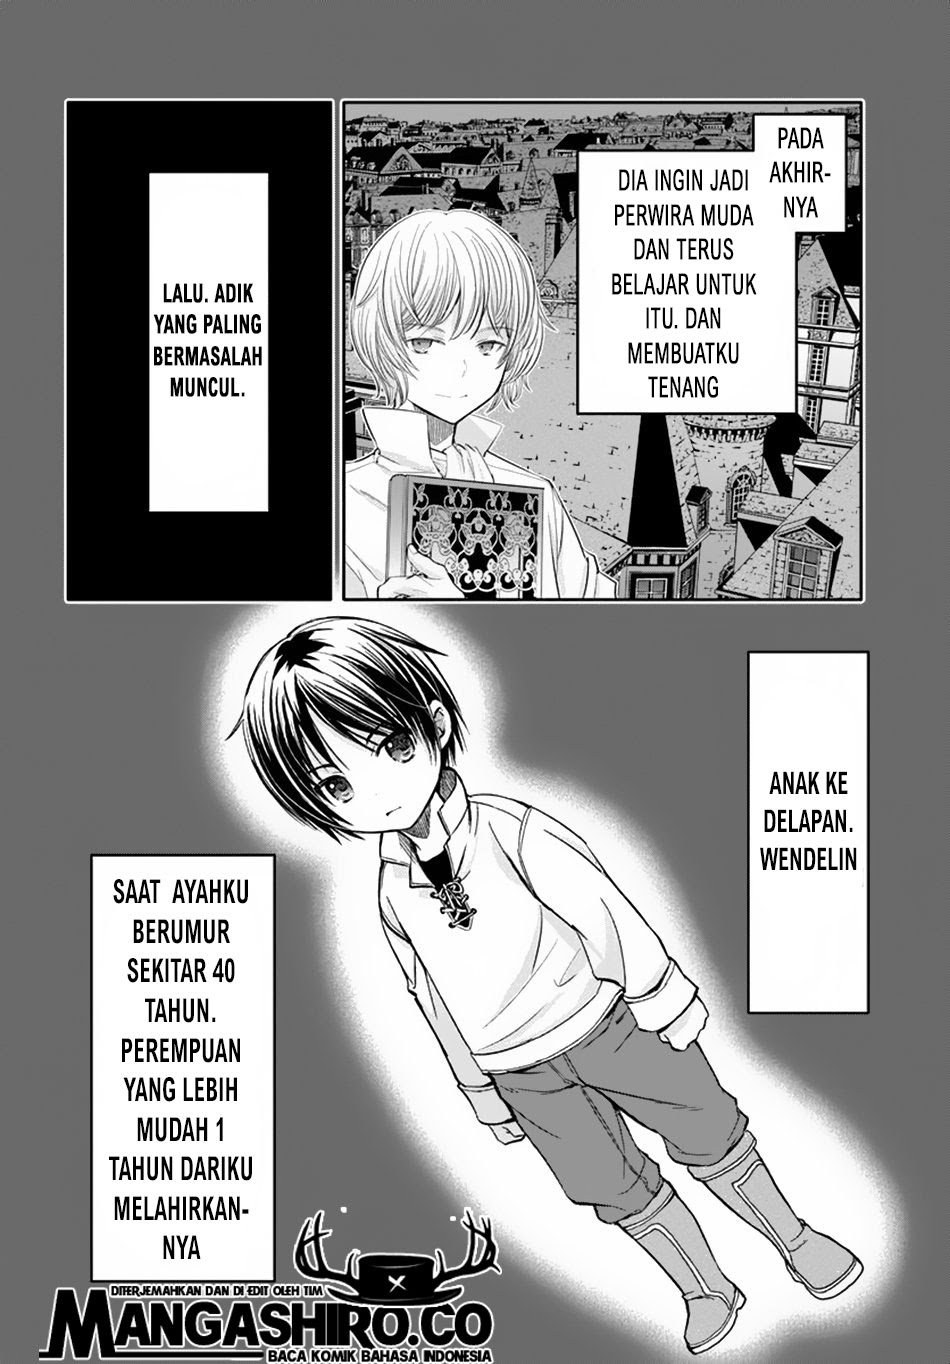 PADA
AKHIR-
NYA
DIA INGIN JADI
PERWIRA MUDA
DAN TERUS
BELAJAR UNTUK
ITU. DAN
MEMBUATKU
TENANG
LALU. ADIK
YANG PALING
BERMASALAH
MUNCUL.
ANAK KE
DELAPAN.
WENDELIN
SAAT AYAHKU
BERUMUR
SEKITAR 40
TAHUN.
PEREMPUAN
YANG LEBIH
MUDAH 1
TAHUN DARIKU
MELAHIRKAN-
NYA
DITERJEMAHKAN DAN DI EDIT OLEH TIM
MANGASHIRO.CO
BACA KOMIK BAHASA INDONESIA